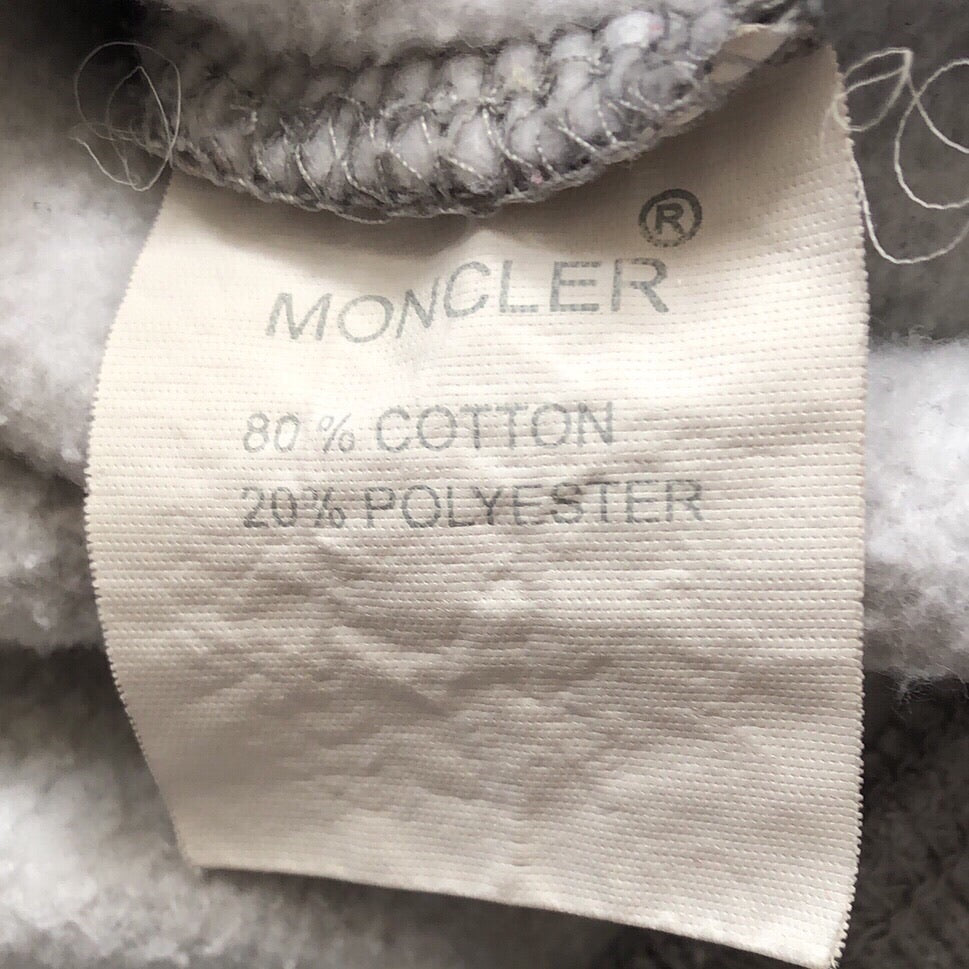 MONCLER®
80 % COTTON
20% POLYESTER